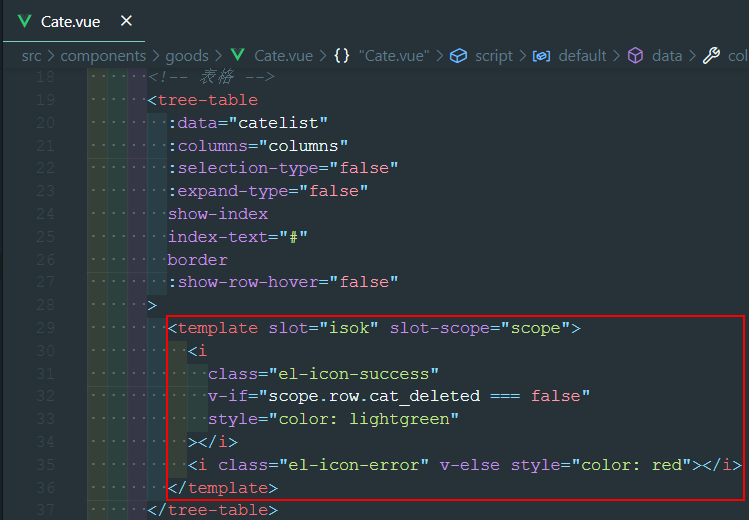 Cate.vue ×
src > components > goods > Cate.vue > {} "Cate.vue" > script > default > data > col
18 <!-- 表格 -->
19 <tree-table
20 :data="catelist"
21 :columns="columns"
22 :selection-type="false"
23 :expand-type="false"
24 show-index
25 index-text="#"
26 border
27 :show-row-hover="false"
28 >
29 <template slot="isok" slot-scope="scope">
30 <i
31 class="el-icon-success"
32 v-if="scope.row.cat_deleted === false"
33 style="color: lightgreen"
34 ></i>
35 <i class="el-icon-error" v-else style="color: red"></i>
36 </template>
37 </tree-table>